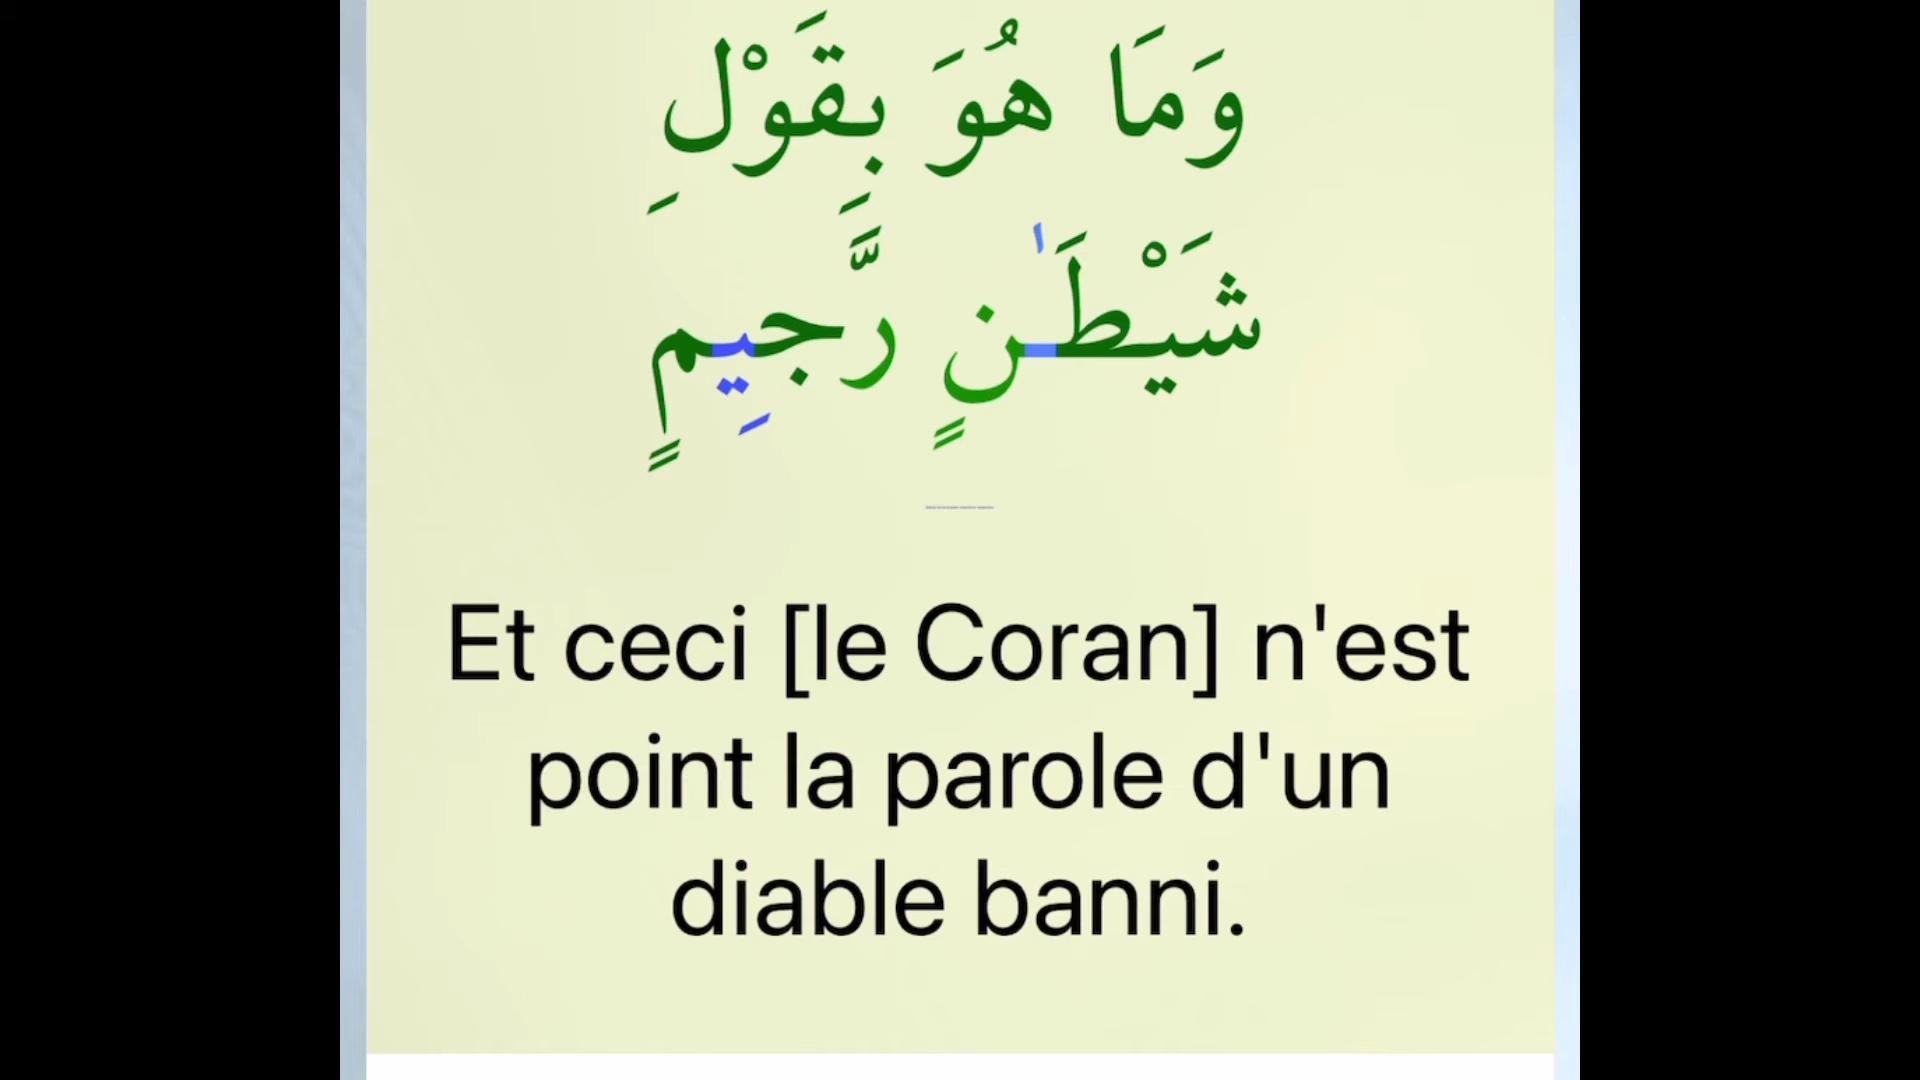 وَمَا هُوَ بِقَوْلِ
شَيْطَـٰنٍ رَّجِيمٍ
Et ceci [le Coran] n'est
point la parole d'un
diable banni.